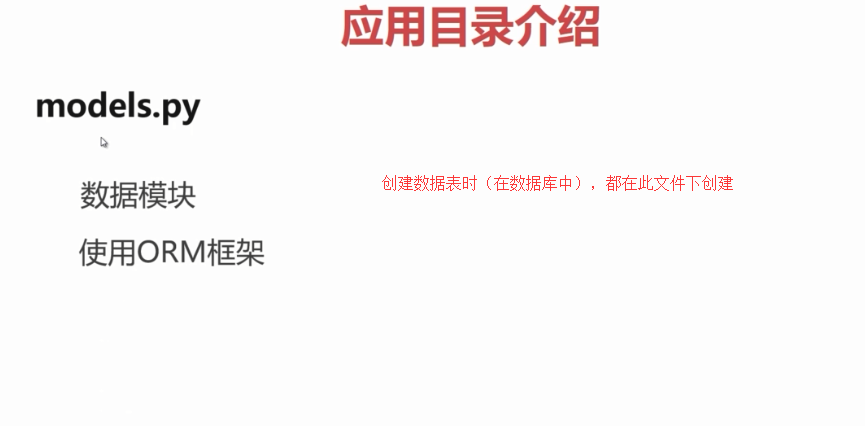 应用目录介绍
models.py
数据模块
创建数据表时（在数据库中），都在此文件下创建
使用ORM框架